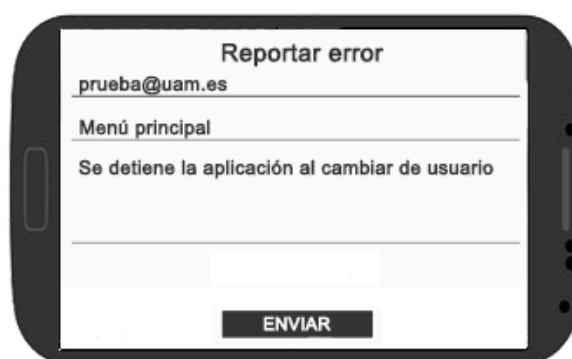 Reportar error
prueba@uam.es
Menú principal
Se detiene la aplicación al cambiar de usuario
ENVIAR